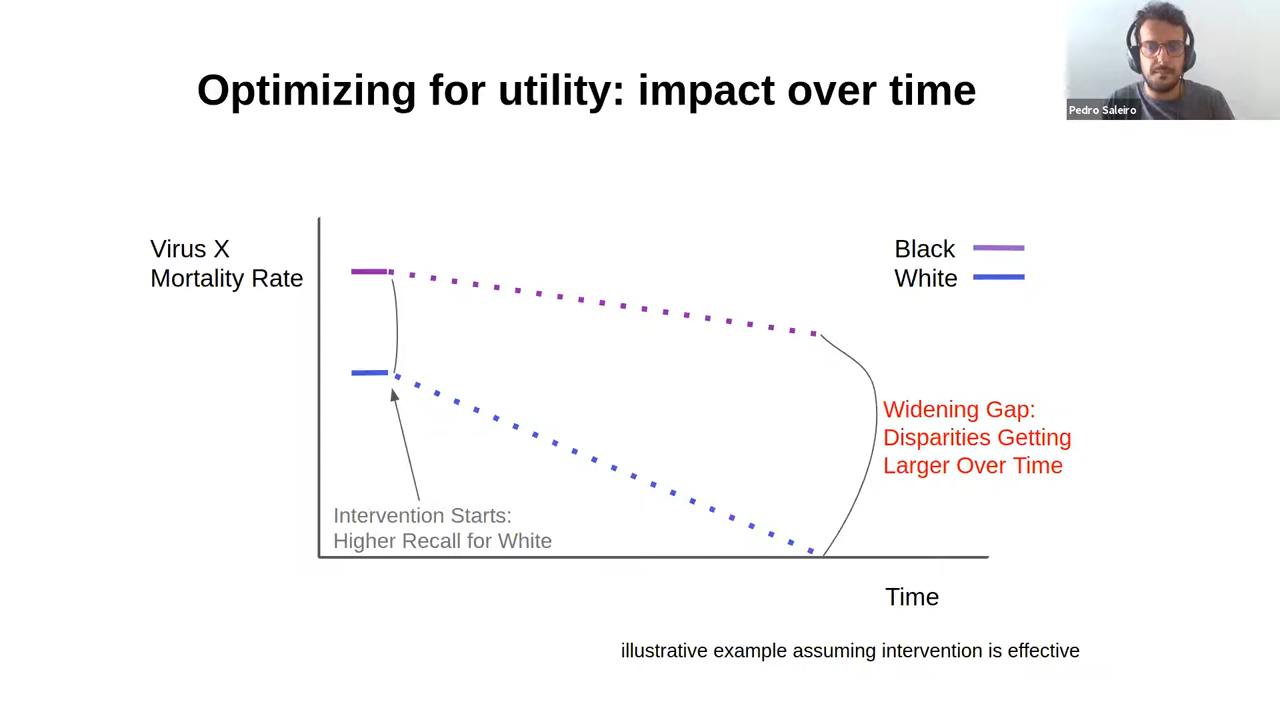 Optimizing for utility: impact over time
Pedro Saleiro
Virus X
Mortality Rate
Black
White
Widening Gap:
Disparities Getting
Larger Over Time
Intervention Starts:
Higher Recall for White
Time
illustrative example assuming intervention is effective